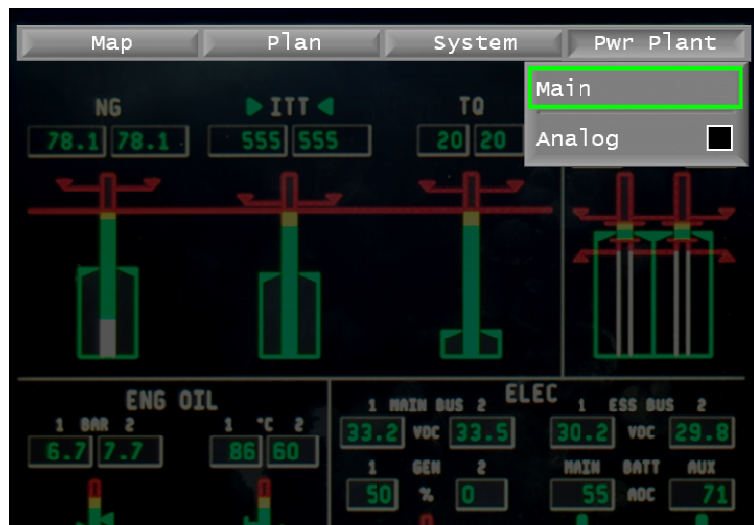 Map Plan System Pwr Plant
Main
NG ITT TQ
Analog
78.1 78.1 555 555 20 20
ENG OIL ELEC
1 BAR 2 1 °C 2 1 MAIN BUS 2 1 ESS BUS 2
6.7 7.7 86 60 33.2 VDC 33.5 30.2 VDC 29.8
1 GEN 2 MAIN BATT AUX
50 % 0 55 ADC 71